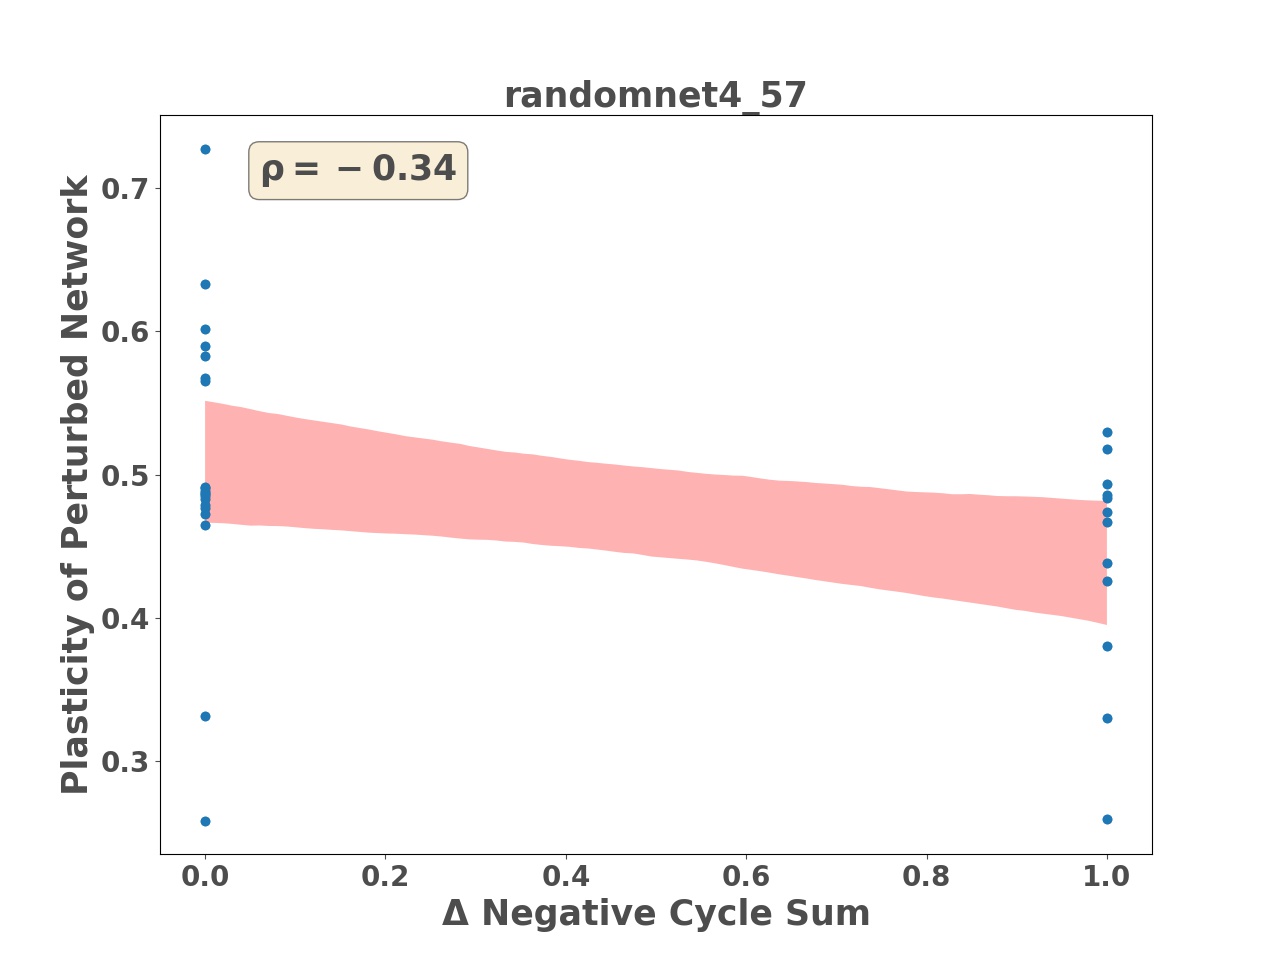 randomnet4_57
ρ = − 0.34
Plasticity of Perturbed Network
0.7
0.6
0.5
0.4
0.3
0.0 0.2 0.4 0.6 0.8 1.0
Δ Negative Cycle Sum